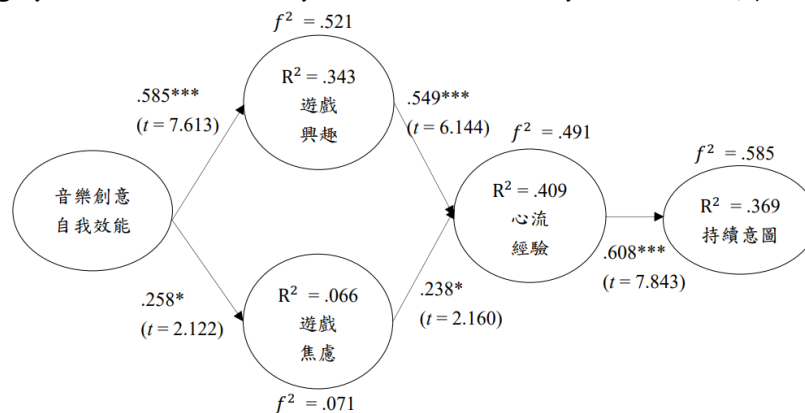 f² = .521
R² = .343
遊戲
興趣
.585***
(t = 7.613)
.549***
(t = 6.144)
f² = .491
f² = .585
音樂創意
自我效能
R² = .409
心流
經驗
R² = .369
持續意圖
.608***
(t = 7.843)
.258*
(t = 2.122)
R² = .066
遊戲
焦慮
.238*
(t = 2.160)
f² = .071